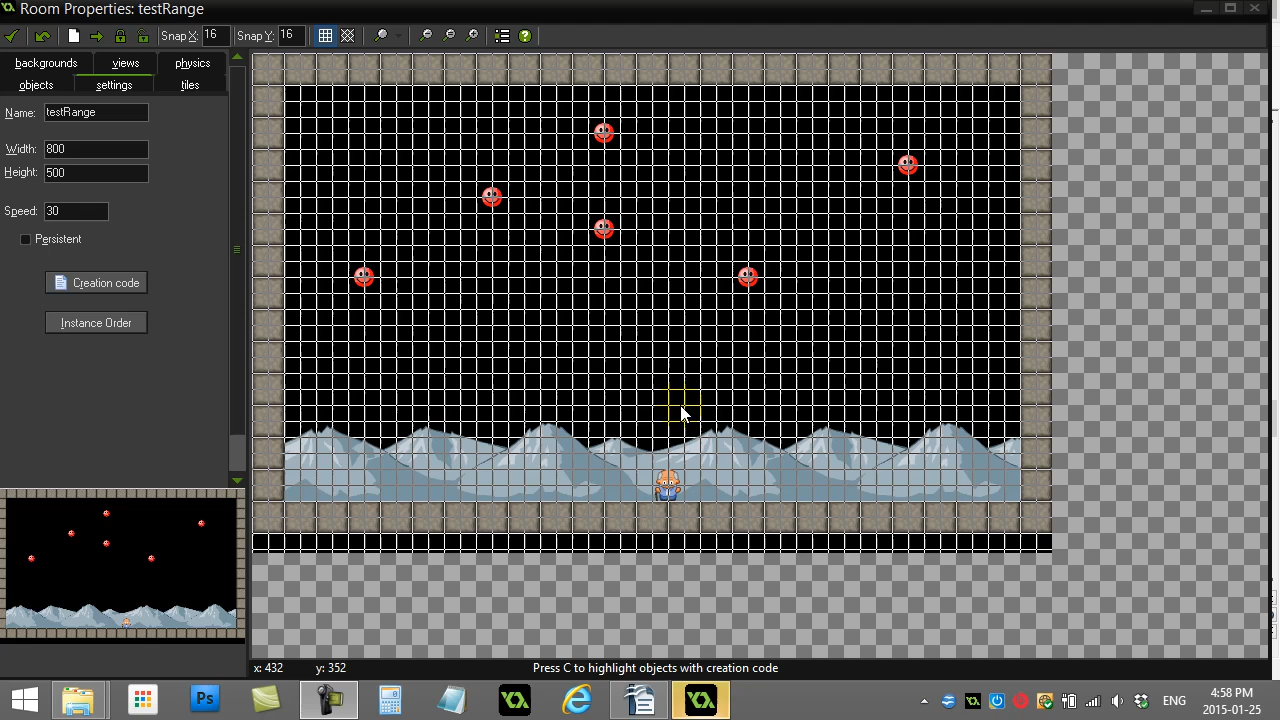 Room Properties: testRange
Snap X: 16 Snap Y: 16
backgrounds views physics
objects settings tiles
Name: testRange
Width: 800
Height: 500
Speed: 30
Persistent
Creation code
Instance Order
x: 432 y: 352 Press C to highlight objects with creation code
Ps
ENG
4:58 PM
2015-01-25